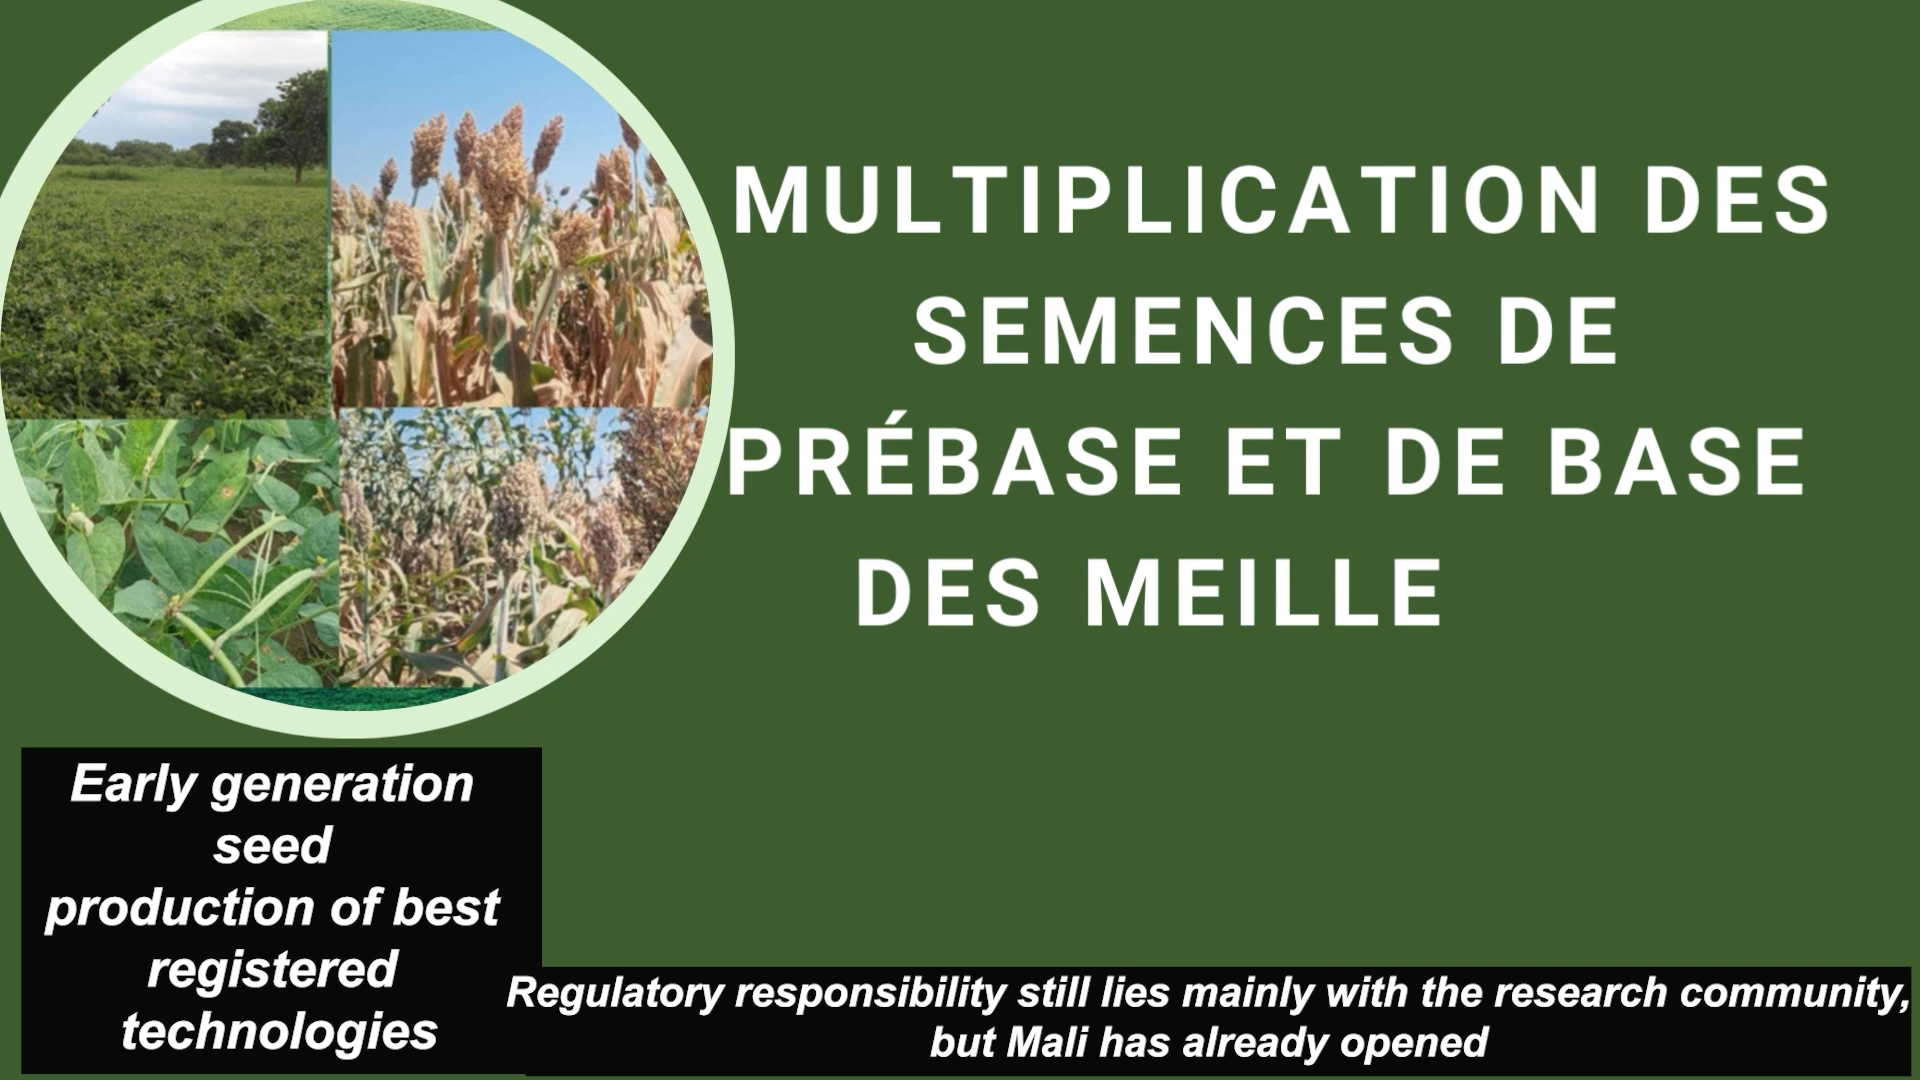 MULTIPLICATION DES
SEMENCES DE
PRÉBASE ET DE BASE
DES MEILLE
Early generation
seed
production of best
registered
technologies
Regulatory responsibility still lies mainly with the research community,
but Mali has already opened